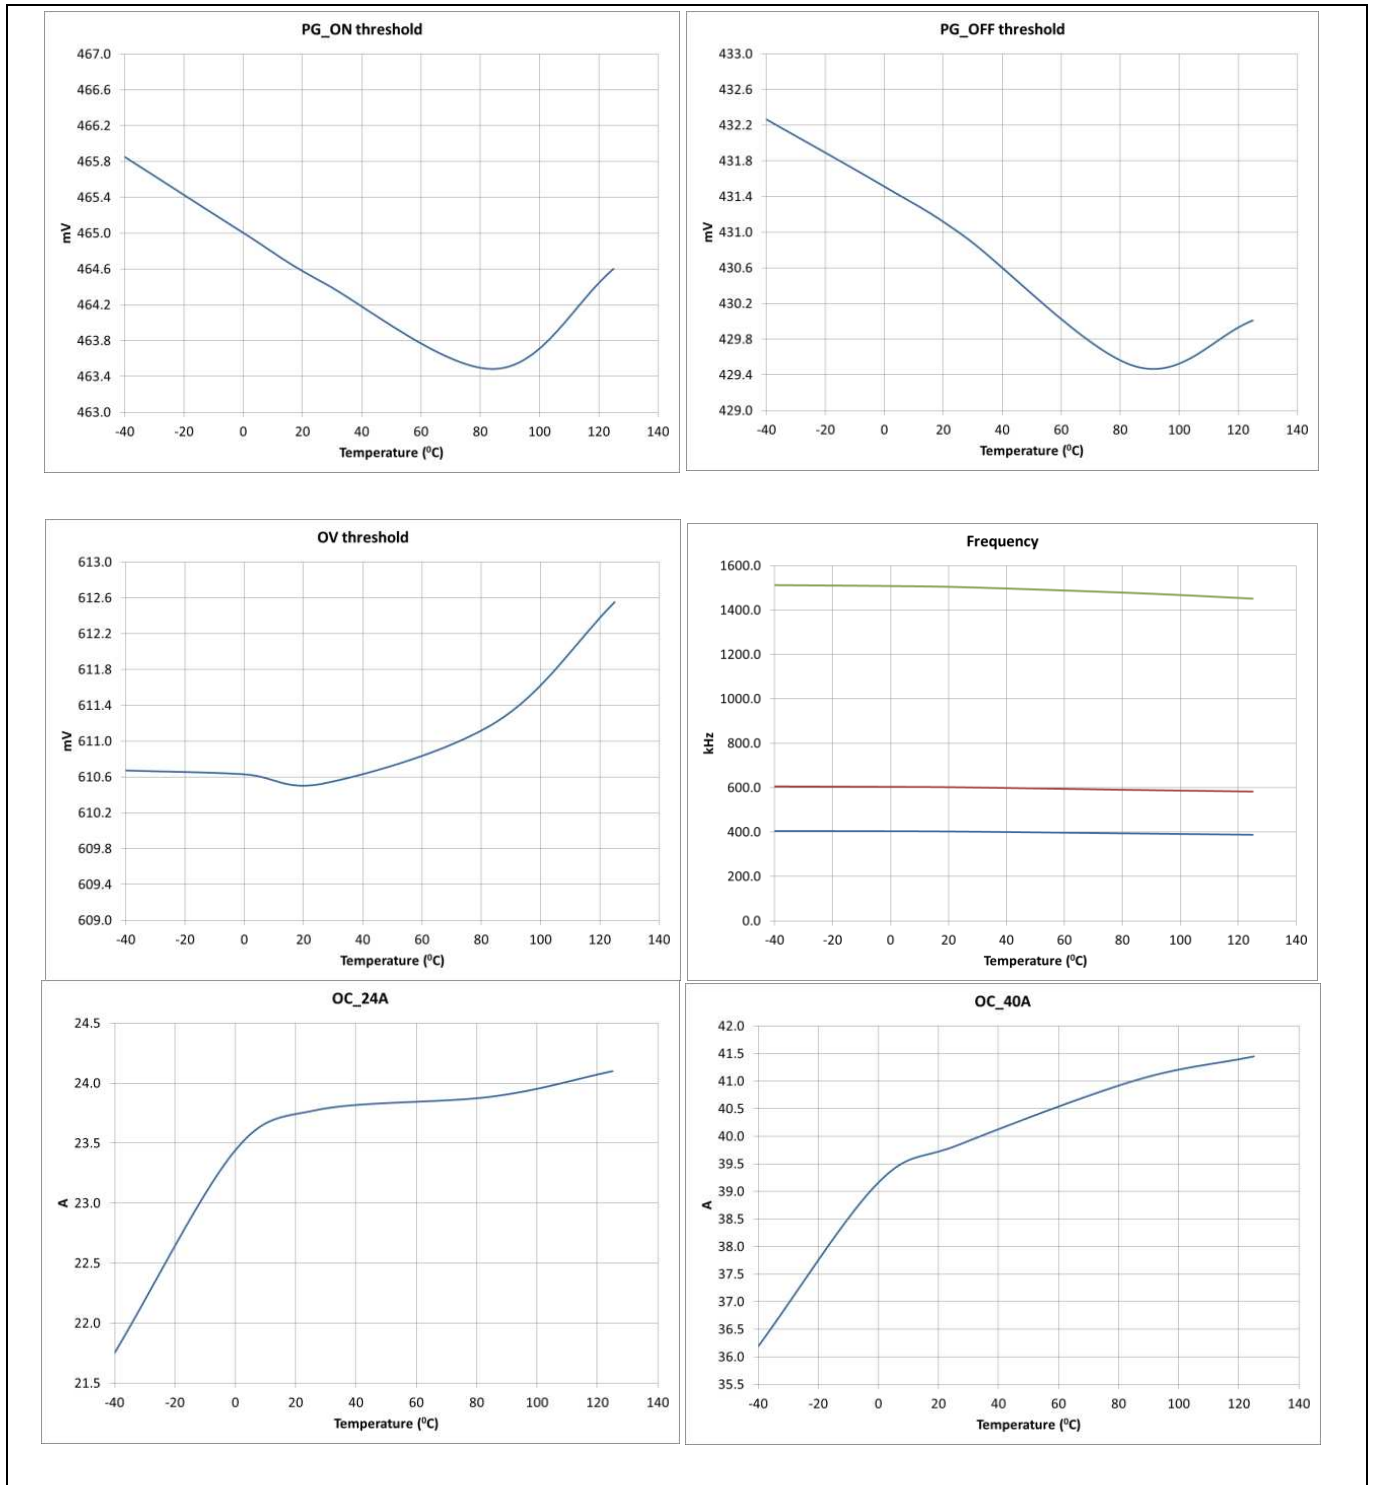 PG_ON threshold
467.0
466.6
466.2
465.8
465.4
465.0
464.6
464.2
463.8
463.4
463.0
mV
-40 -20 0 20 40 60 80 100 120 140
Temperature (⁰C)
PG_OFF threshold
433.0
432.6
432.2
431.8
431.4
431.0
430.6
430.2
429.8
429.4
429.0
mV
-40 -20 0 20 40 60 80 100 120 140
Temperature (⁰C)
OV threshold
613.0
612.6
612.2
611.8
611.4
611.0
610.6
610.2
609.8
609.4
609.0
mV
-40 -20 0 20 40 60 80 100 120 140
Temperature (⁰C)
Frequency
1600.0
1400.0
1200.0
1000.0
800.0
600.0
400.0
200.0
0.0
kHz
-40 -20 0 20 40 60 80 100 120 140
Temperature (⁰C)
OC_24A
24.5
24.0
23.5
23.0
22.5
22.0
21.5
A
-40 -20 0 20 40 60 80 100 120 140
Temperature (⁰C)
OC_40A
42.0
41.5
41.0
40.5
40.0
39.5
39.0
38.5
38.0
37.5
37.0
36.5
36.0
35.5
A
-40 -20 0 20 40 60 80 100 120 140
Temperature (⁰C)